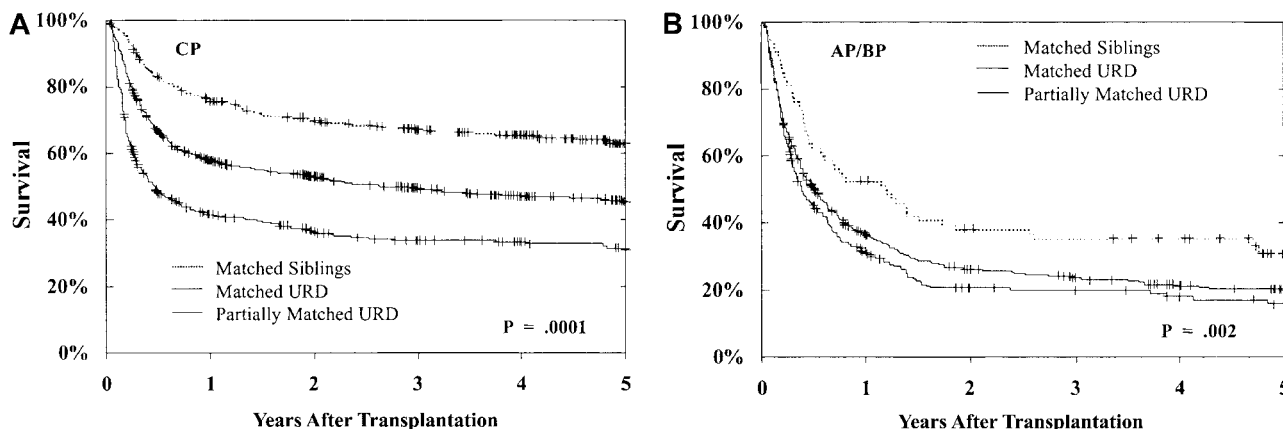 A
CP
100%
80%
60%
40%
20%
0%
Survival
Matched Siblings
Matched URD
Partially Matched URD
P = .0001
0 1 2 3 4 5
Years After Transplantation
B
AP/BP
100%
80%
60%
40%
20%
0%
Survival
Matched Siblings
Matched URD
Partially Matched URD
P = .002
0 1 2 3 4 5
Years After Transplantation